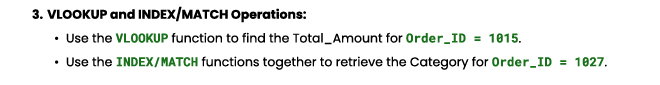 3. VLOOKUP and INDEX/MATCH Operations:
• Use the VLOOKUP function to find the Total_Amount for Order_ID = 1015.
• Use the INDEX/MATCH functions together to retrieve the Category for Order_ID = 1027.